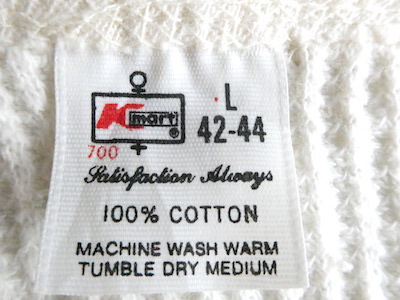 L
Kmart®
42-44
700
Satisfaction Always
100% COTTON
MACHINE WASH WARM
TUMBLE DRY MEDIUM